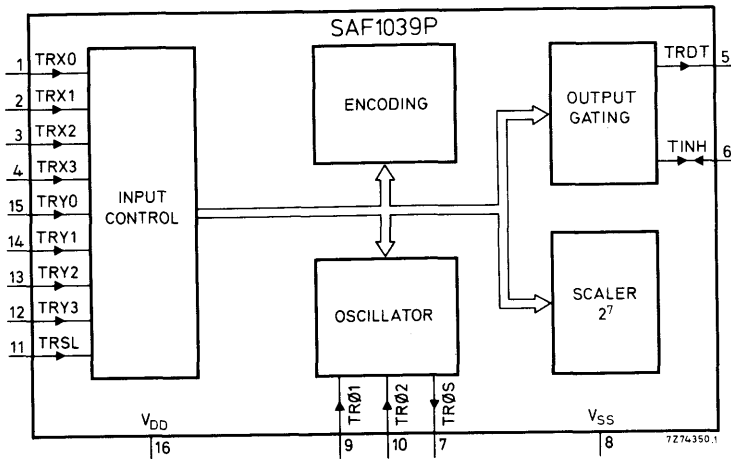 SAF1039P
1 TRX0
2 TRX1
3 TRX2
4 TRX3
15 TRY0
14 TRY1
13 TRY2
12 TRY3
11 TRSL
INPUT
CONTROL
ENCODING
OSCILLATOR
OUTPUT
GATING
SCALER
2⁷
TRDT 5
TINH 6
TRØ1
TRØ2
TRØS
V_DD
16
9
10
7
V_SS
8
7Z74350.1